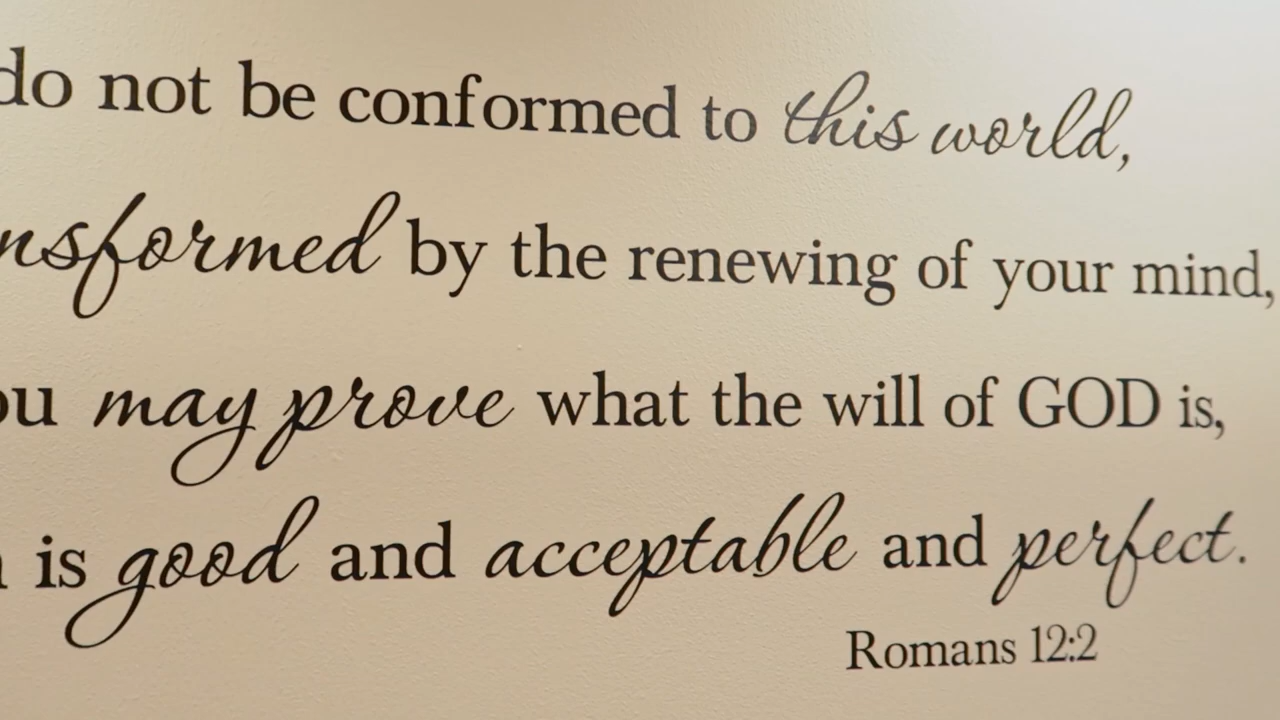 do not be conformed to this world,
nsformed by the renewing of your mind,
ou may prove what the will of GOD is,
is good and acceptable and perfect.
Romans 12:2